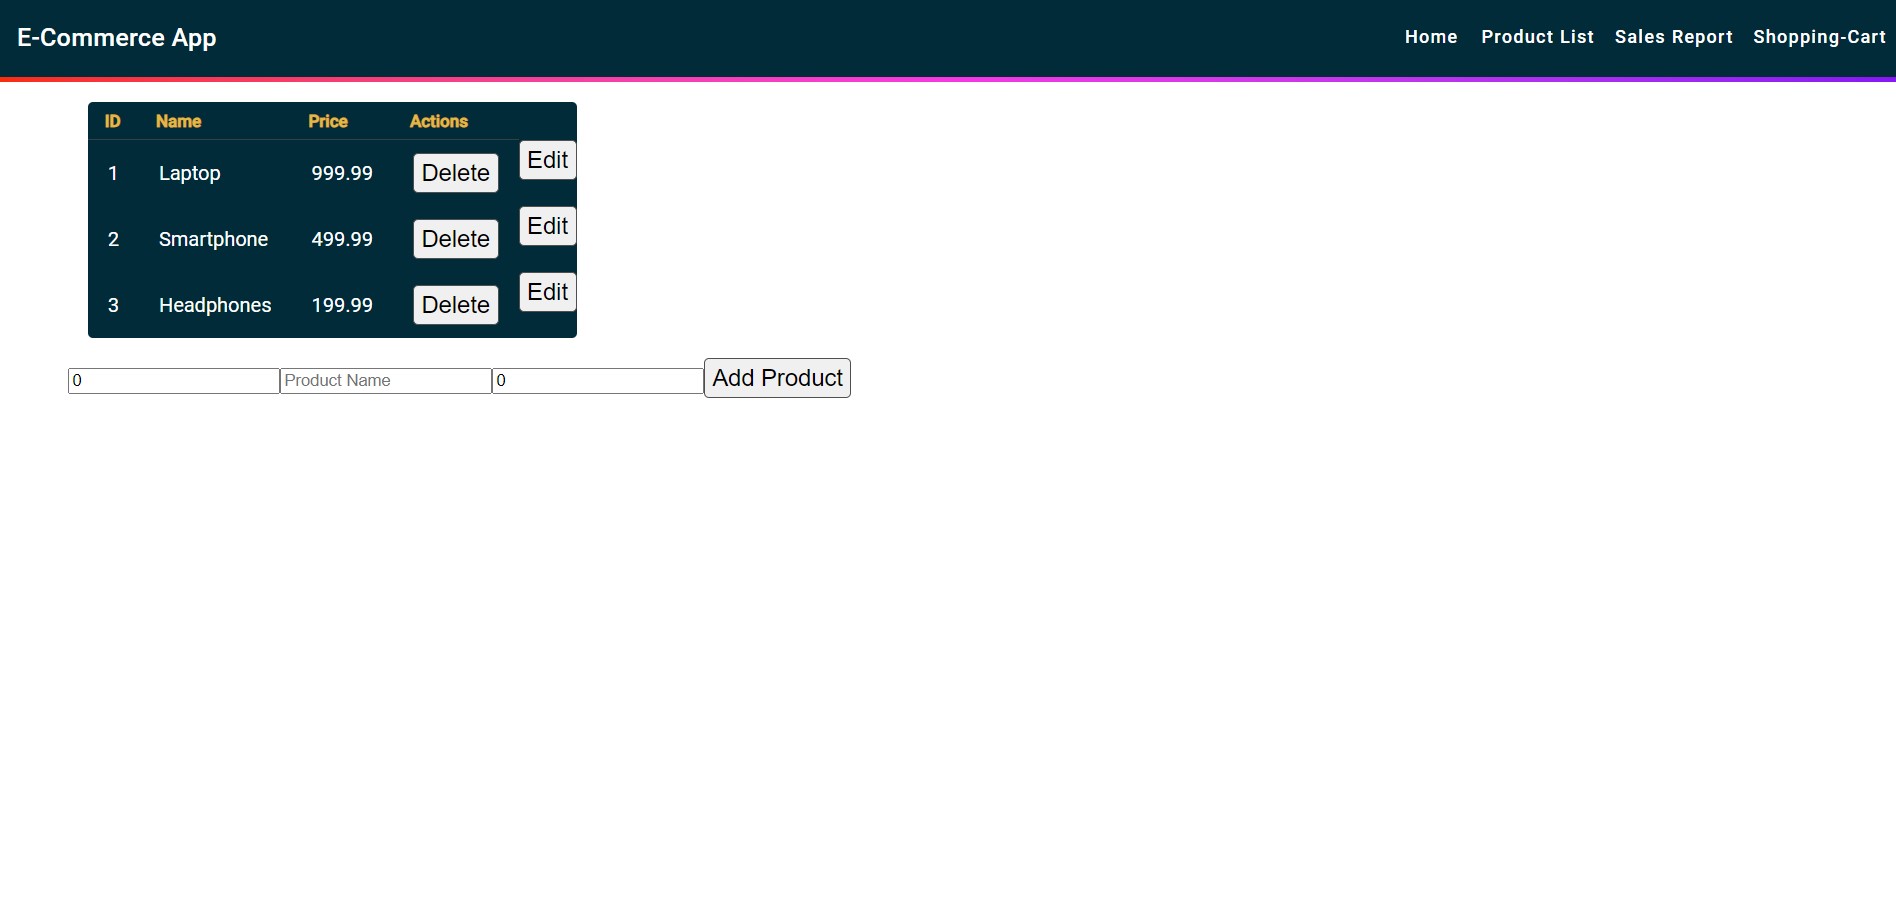 E-Commerce App Home Product List Sales Report Shopping-Cart
ID Name Price Actions
1 Laptop 999.99 Delete Edit
2 Smartphone 499.99 Delete Edit
3 Headphones 199.99 Delete Edit
0 Product Name 0 Add Product